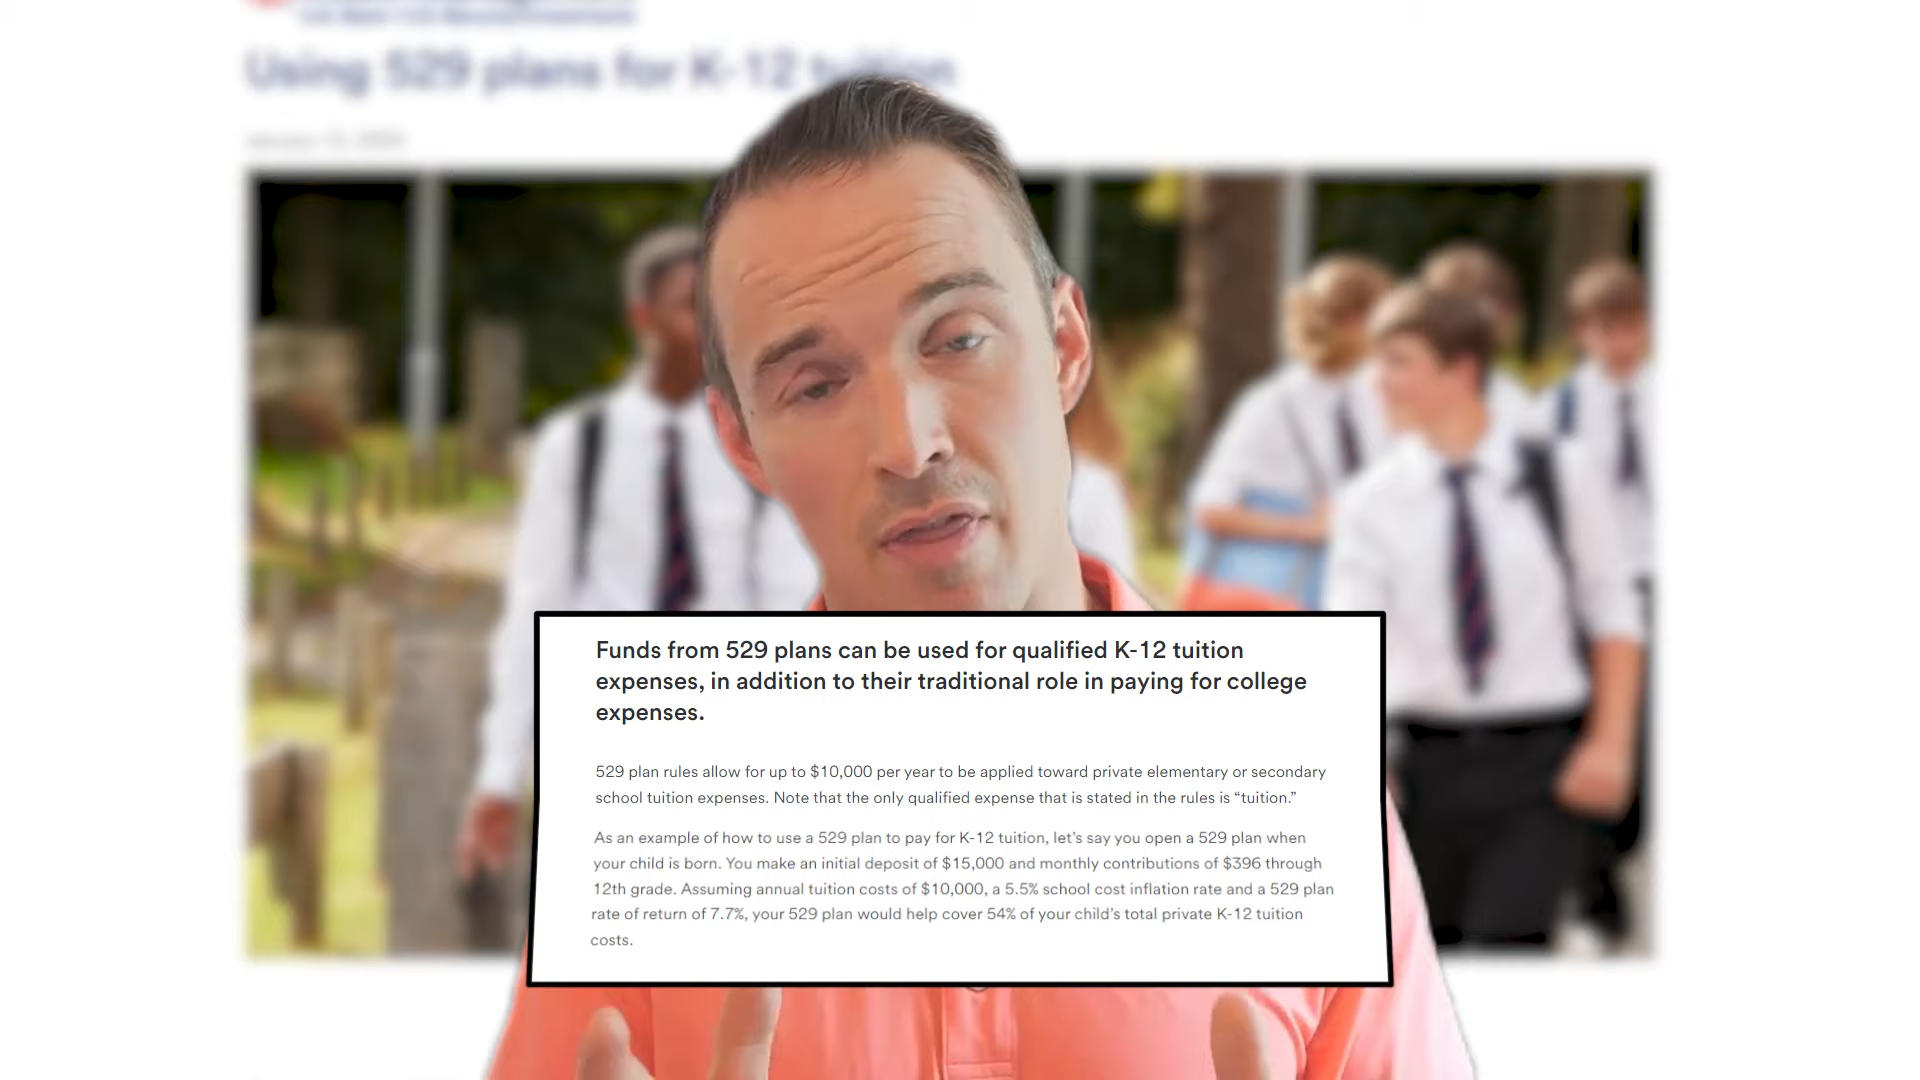 Using 529 plans for K-12 tuition
Funds from 529 plans can be used for qualified K-12 tuition
expenses, in addition to their traditional role in paying for college
expenses.
529 plan rules allow for up to $10,000 per year to be applied toward private elementary or secondary
school tuition expenses. Note that the only qualified expense that is stated in the rules is “tuition.”
As an example of how to use a 529 plan to pay for K-12 tuition, let’s say you open a 529 plan when
your child is born. You make an initial deposit of $15,000 and monthly contributions of $396 through
12th grade. Assuming annual tuition costs of $10,000, a 5.5% school cost inflation rate and a 529 plan
rate of return of 7.7%, your 529 plan would help cover 54% of your child’s total private K-12 tuition
costs.